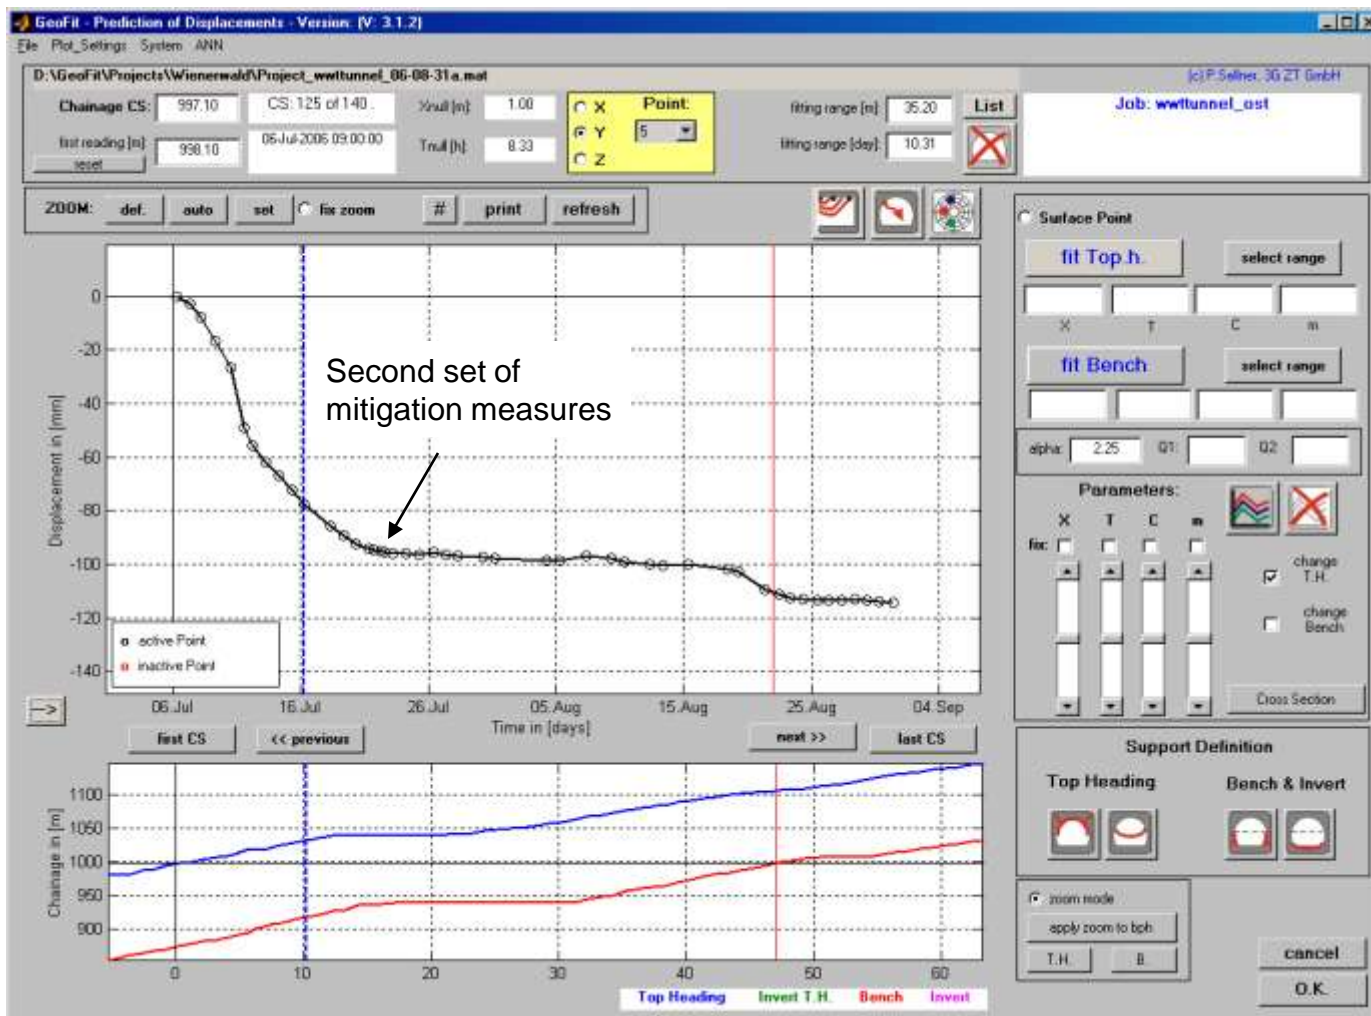 GeoFit - Prediction of Displacements - Version: (V: 3.1.2)
File Plot_Settings System ANN
D:\GeoFit\Projects\Wienerwald\Project_wwttunnel_06-08-31a.mat
(c) P.Sellner, 3G ZT GmbH
Chainage CS: 997.10 CS: 125 of 140 . Xnull [m]: 1.00 X Point: fitting range [m]: 35.20 List Job: wwttunnel_ost
first reading [m]: 998.10 06-Jul-2006 09:00:00 Tnull [h]: 8.33 Y 5 fitting range [day]: 10.31
reset Z
ZOOM: def. auto set fix zoom # print refresh
Surface Point
fit Top.h. select range
X T C m
fit Bench select range
alpha: 2.25 Q1: Q2
Parameters:
X T C m
fix:
change T.H.
change Bench
Cross Section
Displacement in [mm]
0
-20
-40
-60
-80
-100
-120
-140
Second set of
mitigation measures
active Point
inactive Point
06.Jul 16.Jul 26.Jul 05.Aug 15.Aug 25.Aug 04.Sep
Time in [days]
-->
first CS << previous next >> last CS
Support Definition
Top Heading Bench & Invert
Chainage in [m]
1100
1050
1000
950
900
0 10 20 30 40 50 60
Top Heading Invert T.H. Bench Invert
zoom mode
apply zoom to bph
T.H. B.
cancel
O.K.